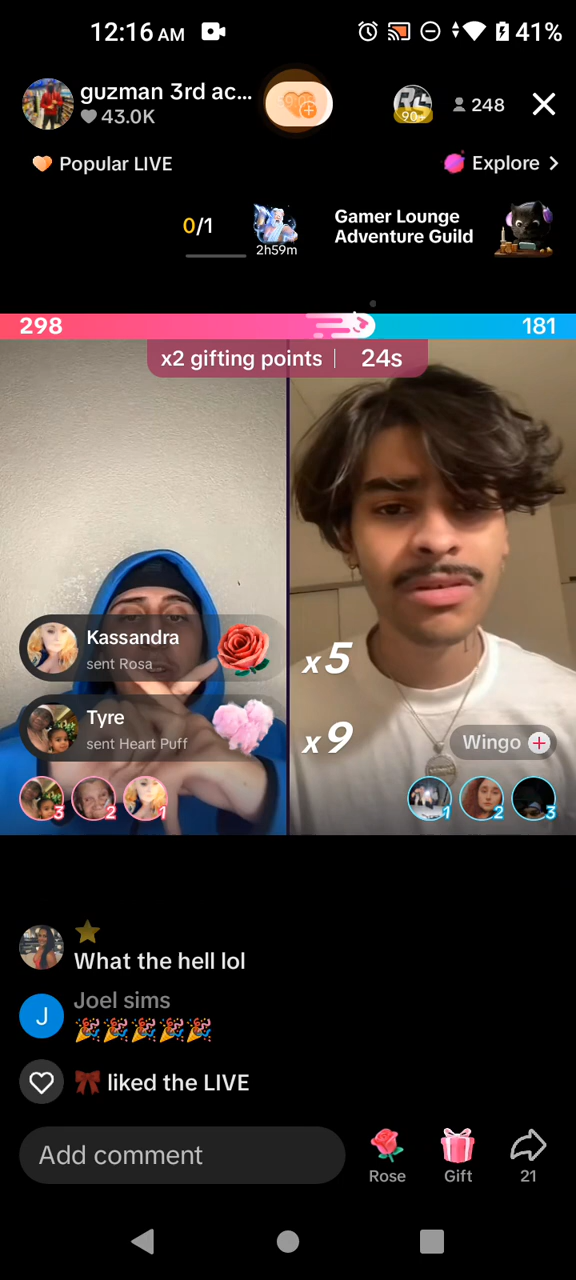 12:16 AM
41%
guzman 3rd ac...
43.0K
90+
248
Popular LIVE
Explore >
0/1
2h59m
Gamer Lounge
Adventure Guild
298
181
x2 gifting points | 24s
Kassandra
sent Rosa
x5
Tyre
sent Heart Puff
x9
Wingo +
3
2
1
1
2
3
What the hell lol
Joel sims
J
🎉🎉🎉🎉🎉
🎀 liked the LIVE
Add comment
Rose
Gift
21